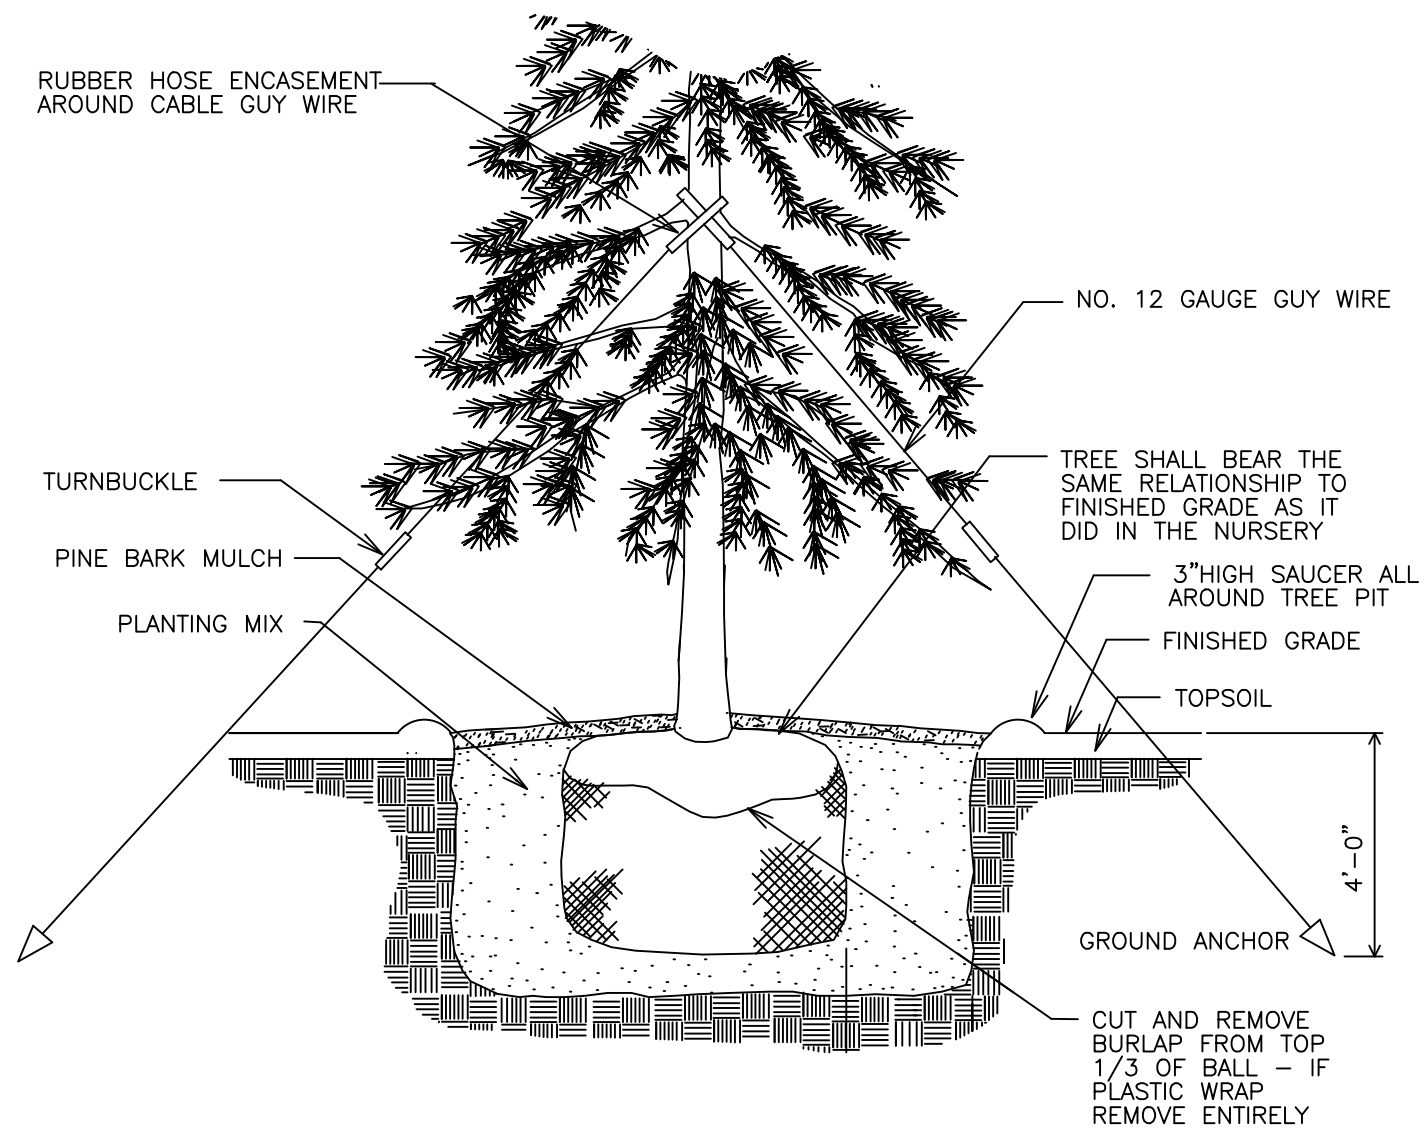 RUBBER HOSE ENCASEMENT
AROUND CABLE GUY WIRE
NO. 12 GAUGE GUY WIRE
TURNBUCKLE
TREE SHALL BEAR THE
SAME RELATIONSHIP TO
FINISHED GRADE AS IT
DID IN THE NURSERY
PINE BARK MULCH
3"HIGH SAUCER ALL
AROUND TREE PIT
PLANTING MIX
FINISHED GRADE
TOPSOIL
4'-0"
GROUND ANCHOR
CUT AND REMOVE
BURLAP FROM TOP
1/3 OF BALL – IF
PLASTIC WRAP
REMOVE ENTIRELY